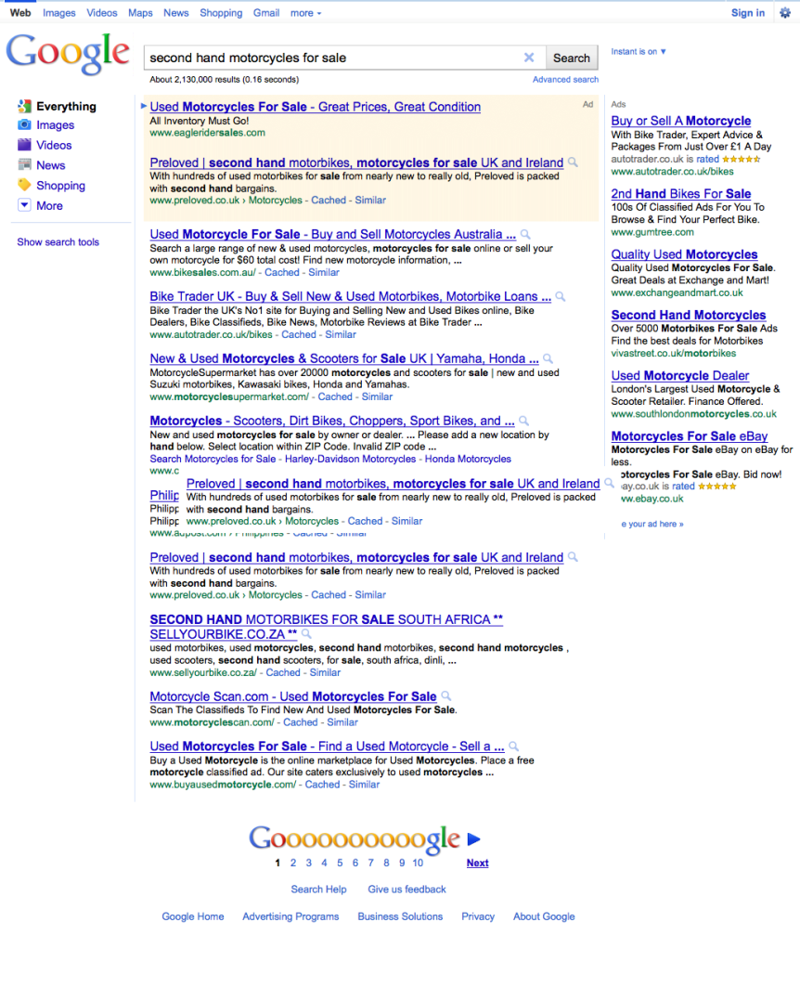 Web Images Videos Maps News Shopping Gmail more
Sign in
Google
second hand motorcycles for sale
Search
Instant is on ▼
About 2,130,000 results (0.16 seconds)
Advanced search
Everything
Images
Videos
News
Shopping
More
Show search tools
Used Motorcycles For Sale - Great Prices, Great Condition
Ad
All Inventory Must Go!
www.eagleridersales.com
Preloved | second hand motorbikes, motorcycles for sale UK and Ireland
With hundreds of used motorbikes for sale from nearly new to really old, Preloved is packed
with second hand bargains.
www.preloved.co.uk › Motorcycles - Cached - Similar
Used Motorcycle For Sale - Buy and Sell Motorcycles Australia ...
Search a large range of new & used motorcycles, motorcycles for sale online or sell your
own motorcycle for $60 total cost! Find new motorcycle information, ...
www.bikesales.com.au/ - Cached - Similar
Bike Trader UK - Buy & Sell New & Used Motorbikes, Motorbike Loans ...
Bike Trader the UK's No1 site for Buying and Selling New and Used Bikes online, Bike
Dealers, Bike Classifieds, Bike News, Motorbike Reviews at Bike Trader ...
www.autotrader.co.uk/bikes - Cached - Similar
New & Used Motorcycles & Scooters for Sale UK | Yamaha, Honda ...
MotorcycleSupermarket has over 20000 motorcycles and scooters for sale | new and used
Suzuki motorbikes, Kawasaki bikes, Honda and Yamahas.
www.motorcyclesupermarket.com/ - Cached - Similar
Motorcycles - Scooters, Dirt Bikes, Choppers, Sport Bikes, and ...
New and used motorcycles for sale by owner or dealer. ... Please add a new location by
hand below. Select location within ZIP Code. Invalid ZIP code ...
Search Motorcycles for Sale - Harley-Davidson Motorcycles - Honda Motorcycles
www.c
Preloved | second hand motorbikes, motorcycles for sale UK and Ireland
With hundreds of used motorbikes for sale from nearly new to really old, Preloved is packed
with second hand bargains.
www.preloved.co.uk › Motorcycles - Cached - Similar
Philip
Philipp
Philipp
www.adpost.com › Philippines - Cached - Similar
Preloved | second hand motorbikes, motorcycles for sale UK and Ireland
With hundreds of used motorbikes for sale from nearly new to really old, Preloved is packed
with second hand bargains.
www.preloved.co.uk › Motorcycles - Cached - Similar
SECOND HAND MOTORBIKES FOR SALE SOUTH AFRICA **
SELLYOURBIKE.CO.ZA **
used motorbikes, used motorcycles, second hand motorbikes, second hand motorcycles ,
used scooters, second hand scooters, for sale, south africa, dinli, ...
www.sellyourbike.co.za/ - Cached - Similar
Motorcycle Scan.com - Used Motorcycles For Sale
Scan The Classifieds To Find New And Used Motorcycles For Sale.
www.motorcyclescan.com/ - Cached - Similar
Used Motorcycles For Sale - Find a Used Motorcycle - Sell a ...
Buy a Used Motorcycle is the online marketplace for Used Motorcycles. Place a free
motorcycle classified ad. Our site caters exclusively to used motorcycles ...
www.buyausedmotorcycle.com/ - Cached - Similar
Ads
Buy or Sell A Motorcycle
With Bike Trader, Expert Advice &
Packages From Just Over £1 A Day
autotrader.co.uk is rated
www.autotrader.co.uk/bikes
2nd Hand Bikes For Sale
100s Of Classified Ads For You To
Browse & Find Your Perfect Bike.
www.gumtree.com
Quality Used Motorcycles
Quality Used Motorcycles For Sale.
Great Deals at Exchange and Mart!
www.exchangeandmart.co.uk
Second Hand Motorcycles
Over 5000 Motorbikes For Sale Ads
Find the best deals for Motorbikes
vivastreet.co.uk/motorbikes
Used Motorcycle Dealer
London's Largest Used Motorcycle &
Scooter Retailer. Finance Offered.
www.southlondonmotorcycles.co.uk
Motorcycles For Sale eBay
Motorcycles For Sale eBay on eBay for
less.
otorcycles For Sale eBay. Bid now!
ay.co.uk is rated
ww.ebay.co.uk
e your ad here »
Goooooooooogle
1 2 3 4 5 6 7 8 9 10 Next
Search Help Give us feedback
Google Home Advertising Programs Business Solutions Privacy About Google